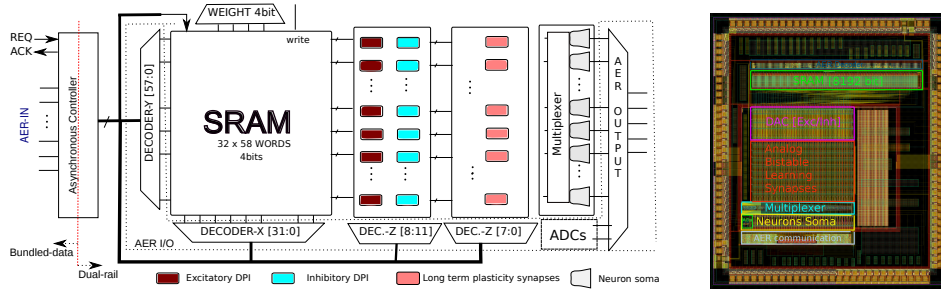 WEIGHT 4bit
REQ
ACK
AER-IN
Asynchronous Controller
DECODER-Y [57:0]
write
SRAM
32 x 58 WORDS
4bits
Multiplexer
AER OUTPUT
DECODER-X [31:0]
DEC.-Z [8:11]
DEC.-Z [7:0]
ADCs
AER I/O
Bundled-data
Dual-rail
Excitatory DPI
Inhibitory DPI
Long term plasticity synapses
Neuron soma
SRAM (8192 bit)
Analog
Bistable
Learning
Synapses
Multiplexer
Neurons Soma
AER communication